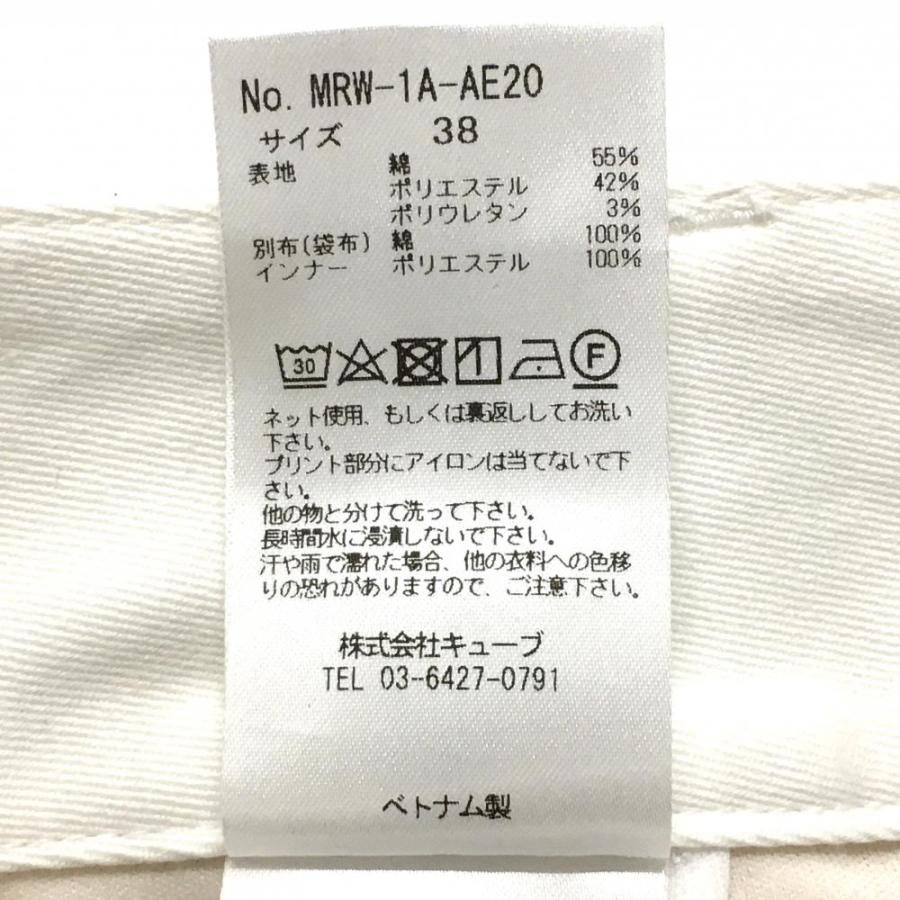 No. MRW-1A-AE20
サイズ 38
表地 綿 55%
ポリエステル 42%
ポリウレタン 3%
別布(袋布) 綿 100%
インナー ポリエステル 100%
30 F
ネット使用、もしくは裏返ししてお洗い
下さい。
プリント部分にアイロンは当てないで下
さい。
他の物と分けて洗って下さい。
長時間水に浸漬しないで下さい。
汗や雨で濡れた場合、他の衣料への色移
りの恐れがありますので、ご注意下さい。
株式会社キューブ
TEL 03-6427-0791
ベトナム製